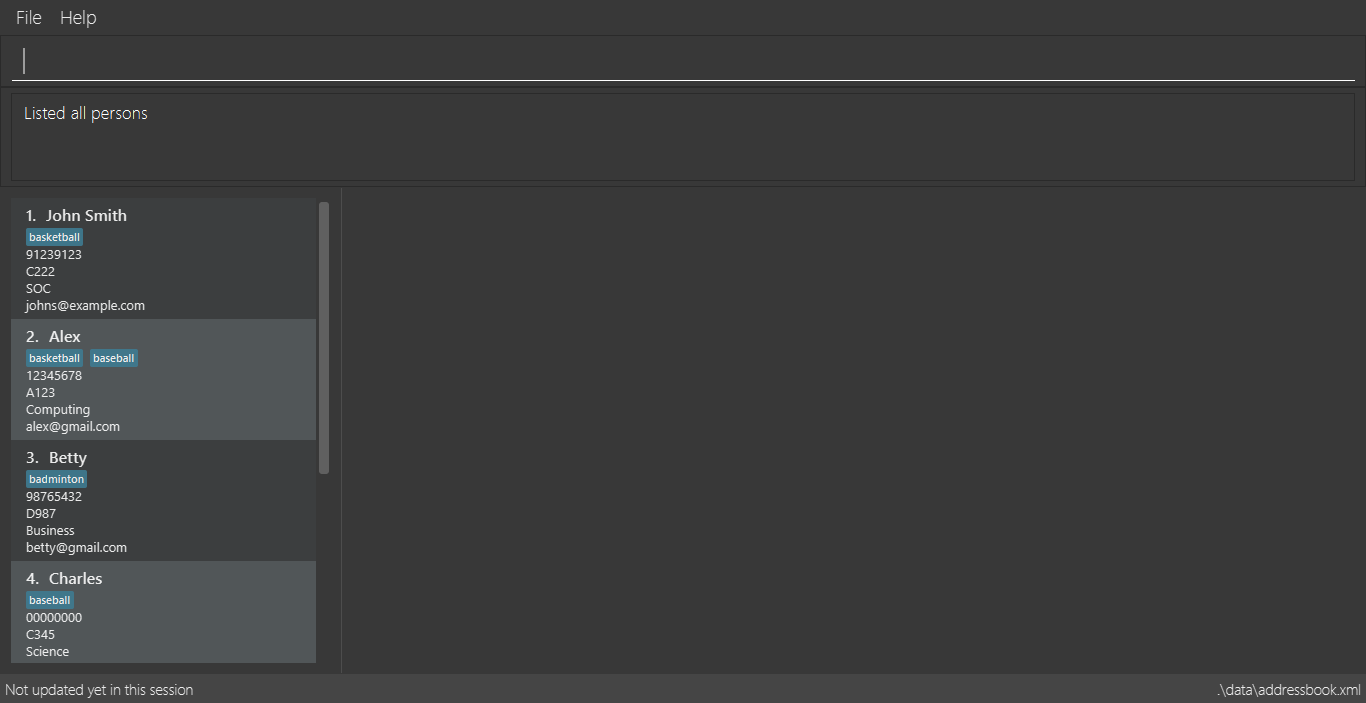 File Help
Listed all persons
1. John Smith
basketball
91239123
C222
SOC
johns@example.com
2. Alex
basketball baseball
12345678
A123
Computing
alex@gmail.com
3. Betty
badminton
98765432
D987
Business
betty@gmail.com
4. Charles
baseball
00000000
C345
Science
Not updated yet in this session
.\data\addressbook.xml